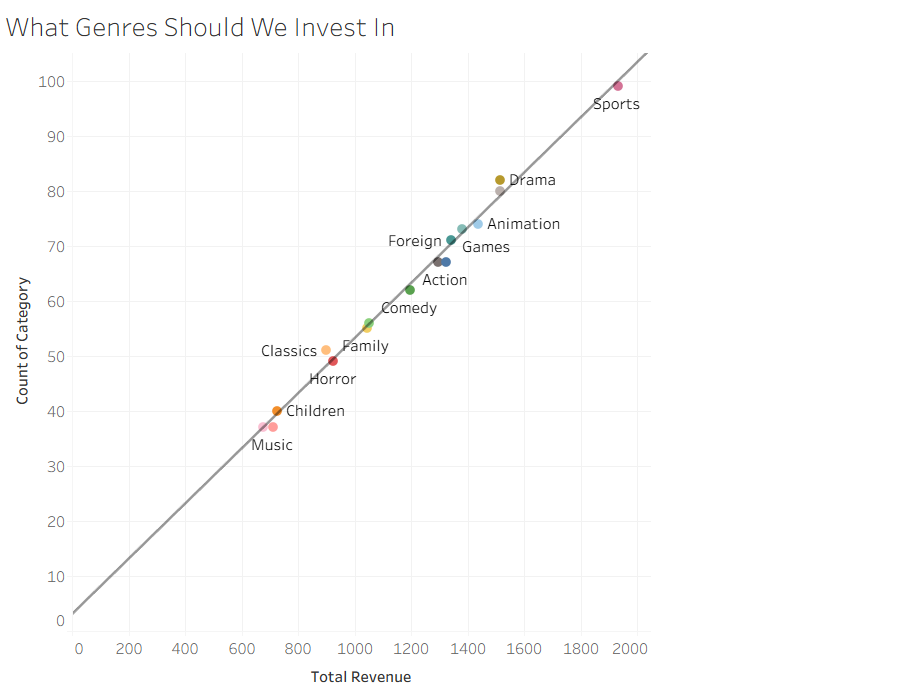 What Genres Should We Invest In
100
Sports
90
Drama
80
Animation
Foreign
Games
70
Action
60
Comedy
Family
Classics
50
Horror
Children
40
Music
30
20
10
0
Count of Category
0 200 400 600 800 1000 1200 1400 1600 1800 2000
Total Revenue